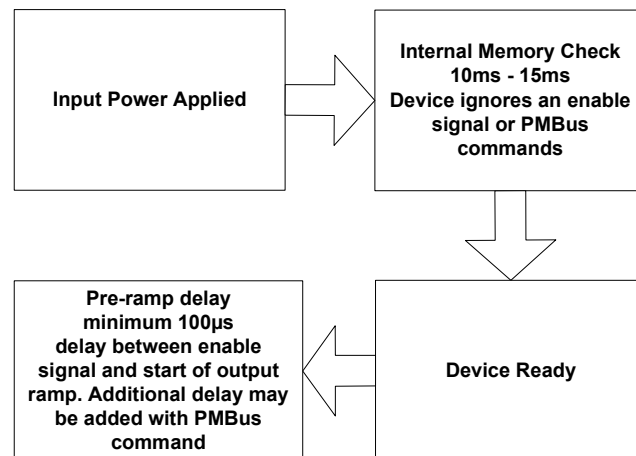 Input Power Applied
Internal Memory Check
10ms - 15ms
Device ignores an enable
signal or PMBus
commands
Device Ready
Pre-ramp delay
minimum 100µs
delay between enable
signal and start of output
ramp. Additional delay may
be added with PMBus
command